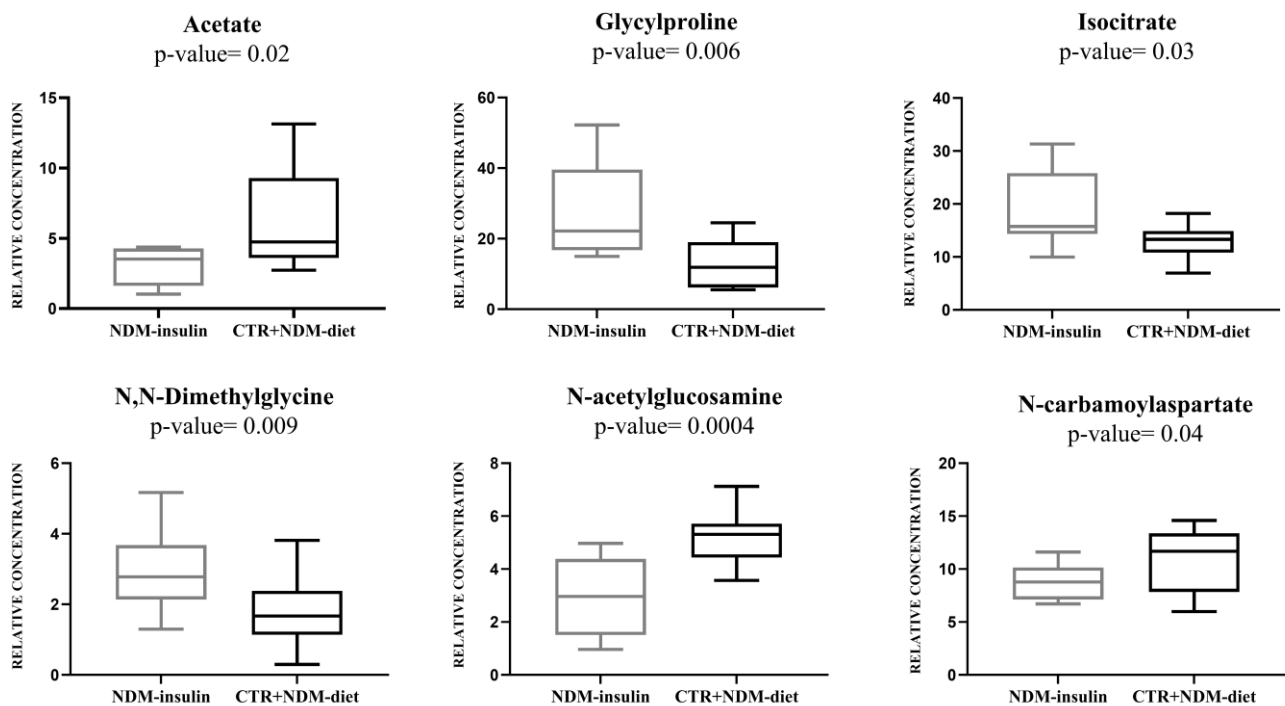 Acetate
p-value= 0.02
RELATIVE CONCENTRATION
15
10
5
0
NDM-insulin CTR+NDM-diet
Glycylproline
p-value= 0.006
RELATIVE CONCENTRATION
60
40
20
0
NDM-insulin CTR+NDM-diet
Isocitrate
p-value= 0.03
RELATIVE CONCENTRATION
40
30
20
10
0
NDM-insulin CTR+NDM-diet
N,N-Dimethylglycine
p-value= 0.009
RELATIVE CONCENTRATION
6
4
2
0
NDM-insulin CTR+NDM-diet
N-acetylglucosamine
p-value= 0.0004
RELATIVE CONCENTRATION
8
6
4
2
0
NDM-insulin CTR+NDM-diet
N-carbamoylaspartate
p-value= 0.04
RELATIVE CONCENTRATION
20
15
10
5
0
NDM-insulin CTR+NDM-diet